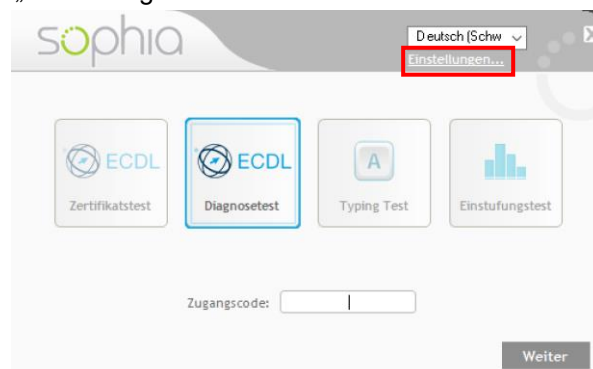 sophia
Deutsch (Schw
Einstellungen...
ECDL
Zertifikatstest
ECDL
Diagnosetest
A
Typing Test
Einstufungstest
Zugangscode:
Weiter